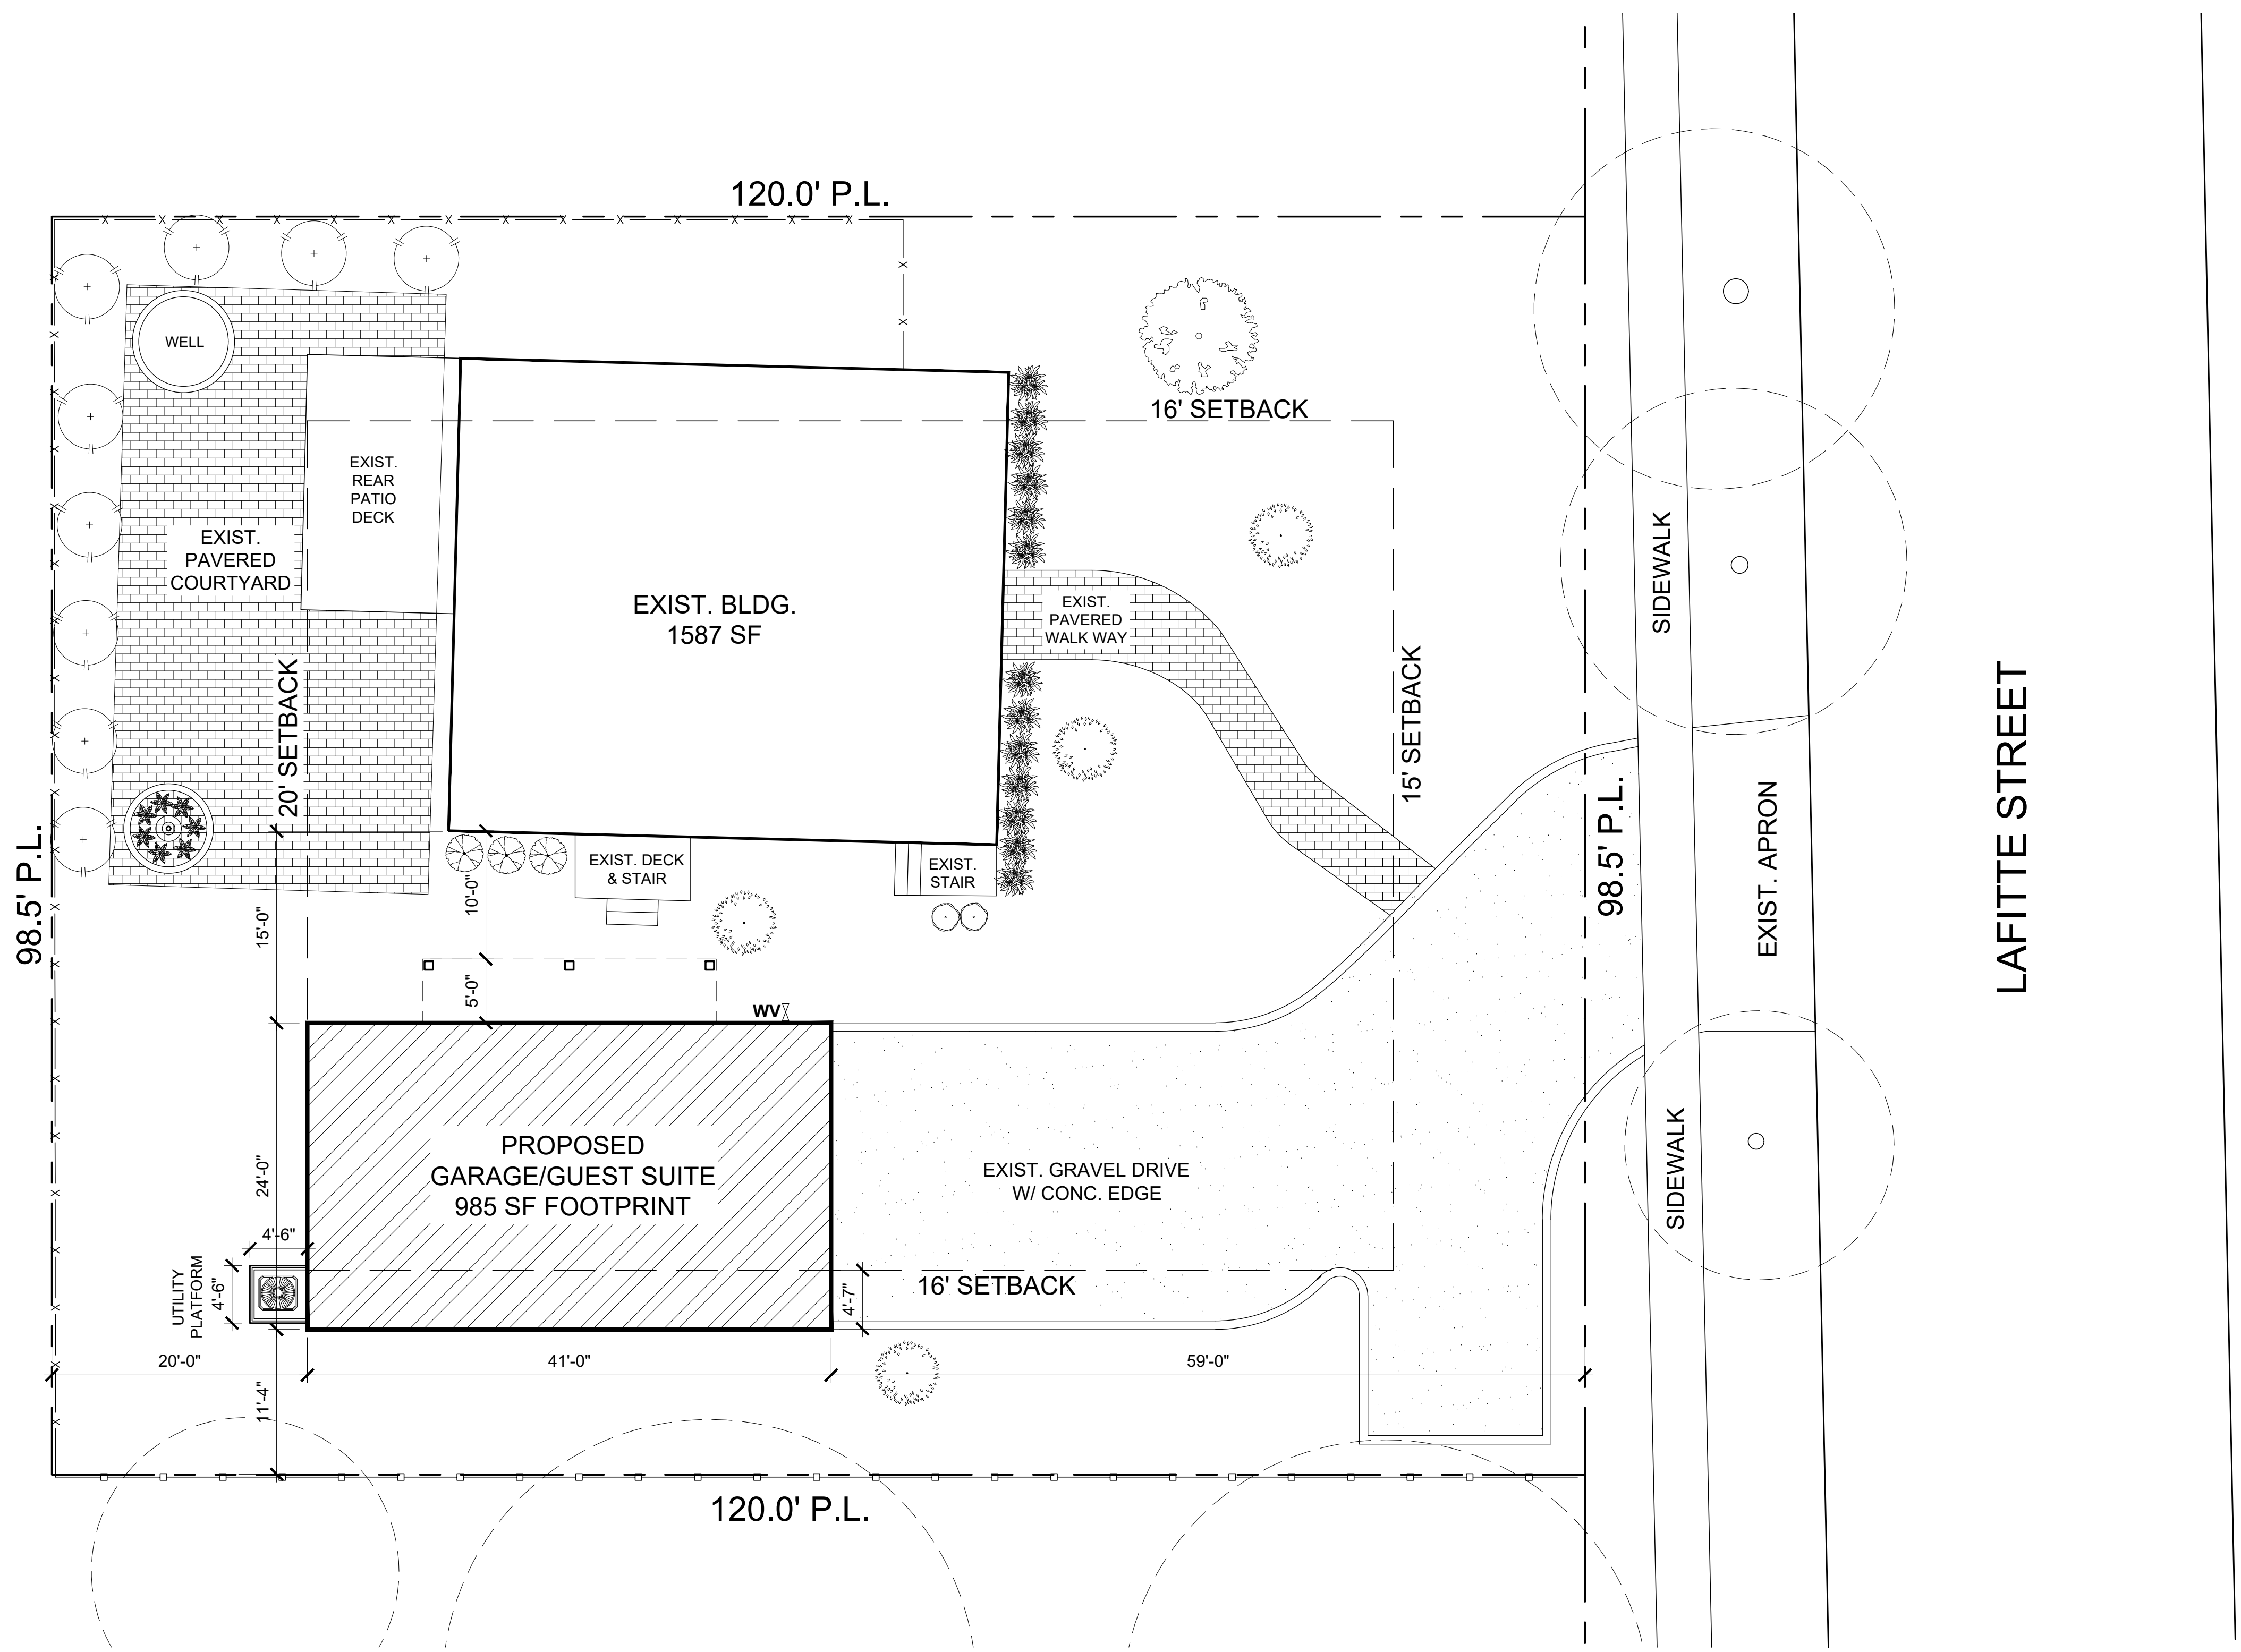 120.0' P.L.
WELL
16' SETBACK
EXIST.
REAR
PATIO
DECK
EXIST.
PAVERED
COURTYARD
EXIST. BLDG.
1587 SF
EXIST.
PAVERED
WALK WAY
SIDEWALK
20' SETBACK
15' SETBACK
98.5' P.L.
98.5' P.L.
EXIST. APRON
LAFITTE STREET
EXIST. DECK
& STAIR
EXIST.
STAIR
15'-0"
10'-0"
5'-0"
WV
PROPOSED
GARAGE/GUEST SUITE
985 SF FOOTPRINT
EXIST. GRAVEL DRIVE
W/ CONC. EDGE
SIDEWALK
24'-0"
4'-6"
UTILITY
PLATFORM
4'-6"
16' SETBACK
4'-7"
20'-0"
41'-0"
59'-0"
11'-4"
120.0' P.L.